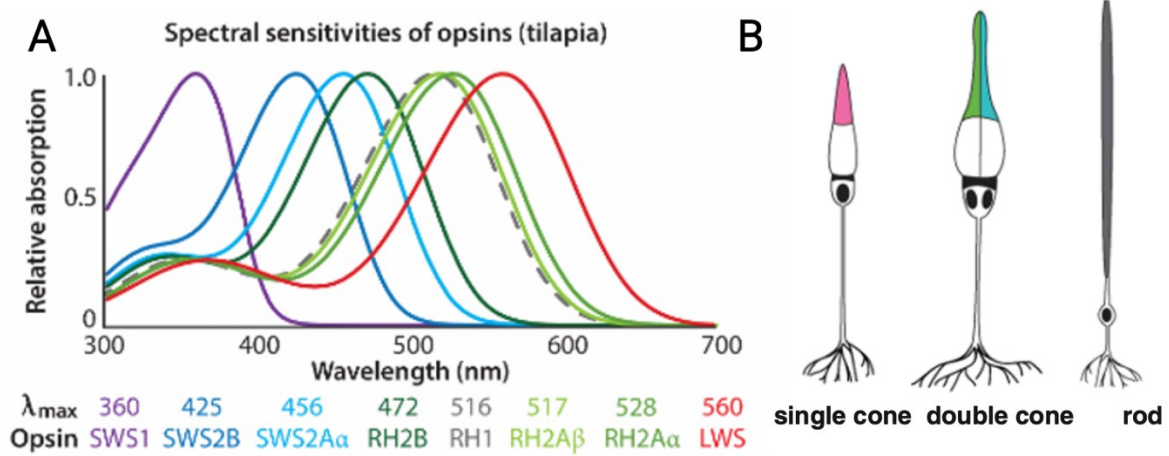 A
Spectral sensitivities of opsins (tilapia)
B
Relative absorption
1.0
0.5
0
300 400 500 600 700
Wavelength (nm)
λmax 360 425 456 472 516 517 528 560
Opsin SWS1 SWS2B SWS2Aα RH2B RH1 RH2Aβ RH2Aα LWS
single cone double cone rod